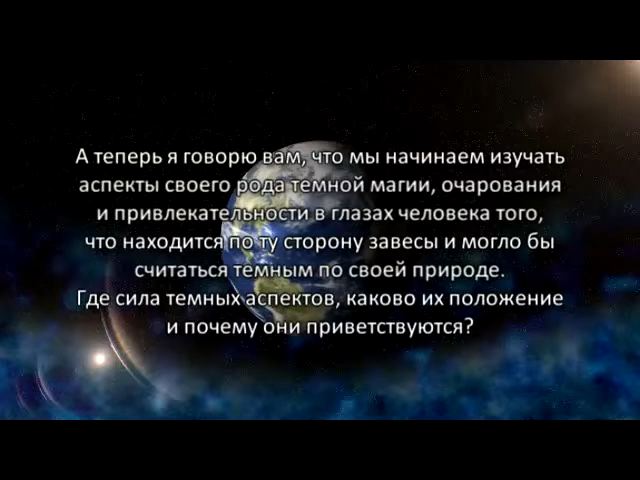 А теперь я говорю вам, что мы начинаем изучать
аспекты своего рода темной магии, очарования
и привлекательности в глазах человека того,
что находится по ту сторону завесы и могло бы
считаться темным по своей природе.
Где сила темных аспектов, каково их положение
и почему они приветствуются?